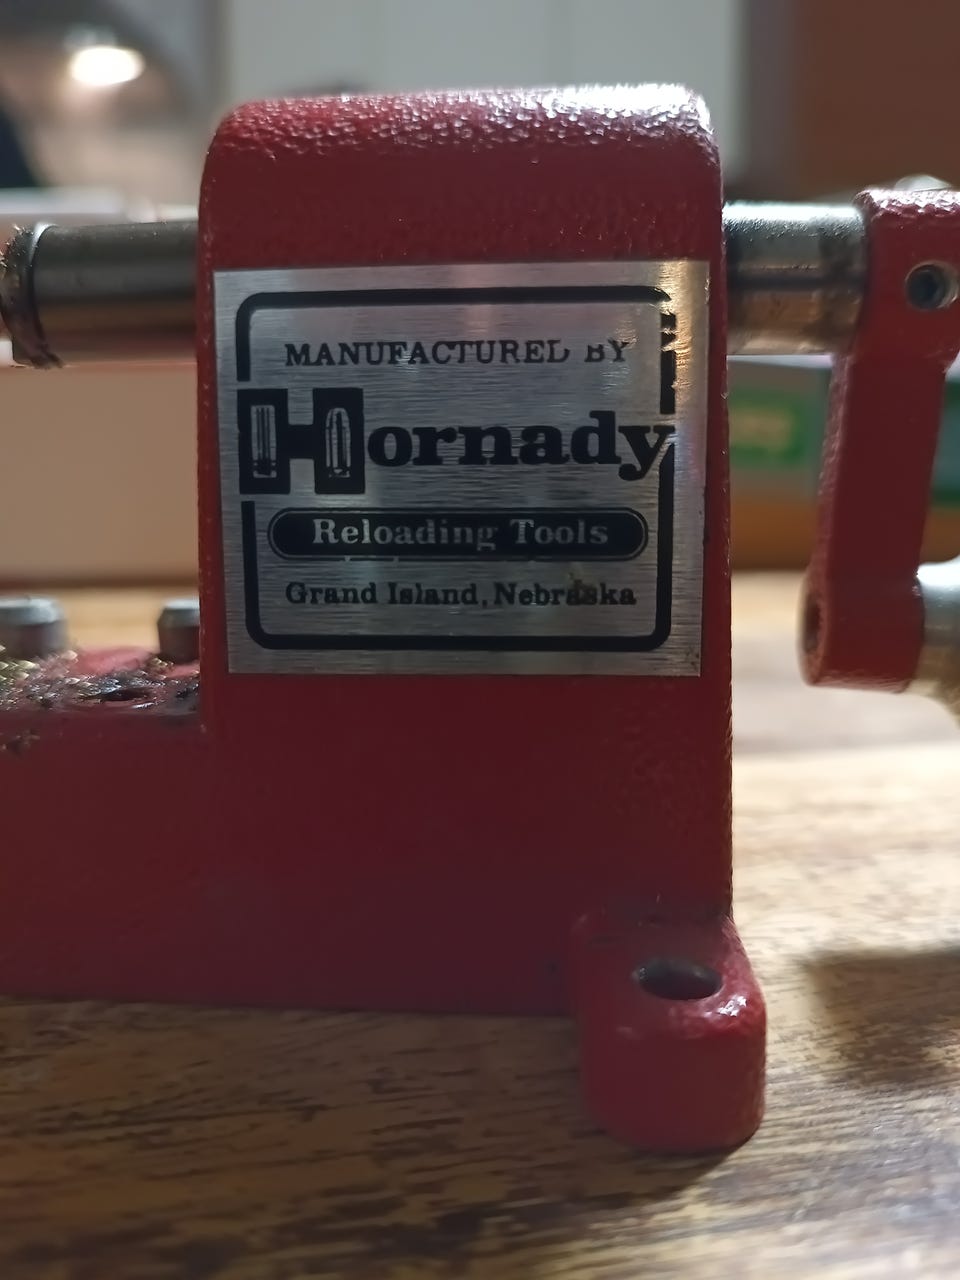 MANUFACTURED BY
Hornady
Reloading Tools
Grand Island, Nebraska